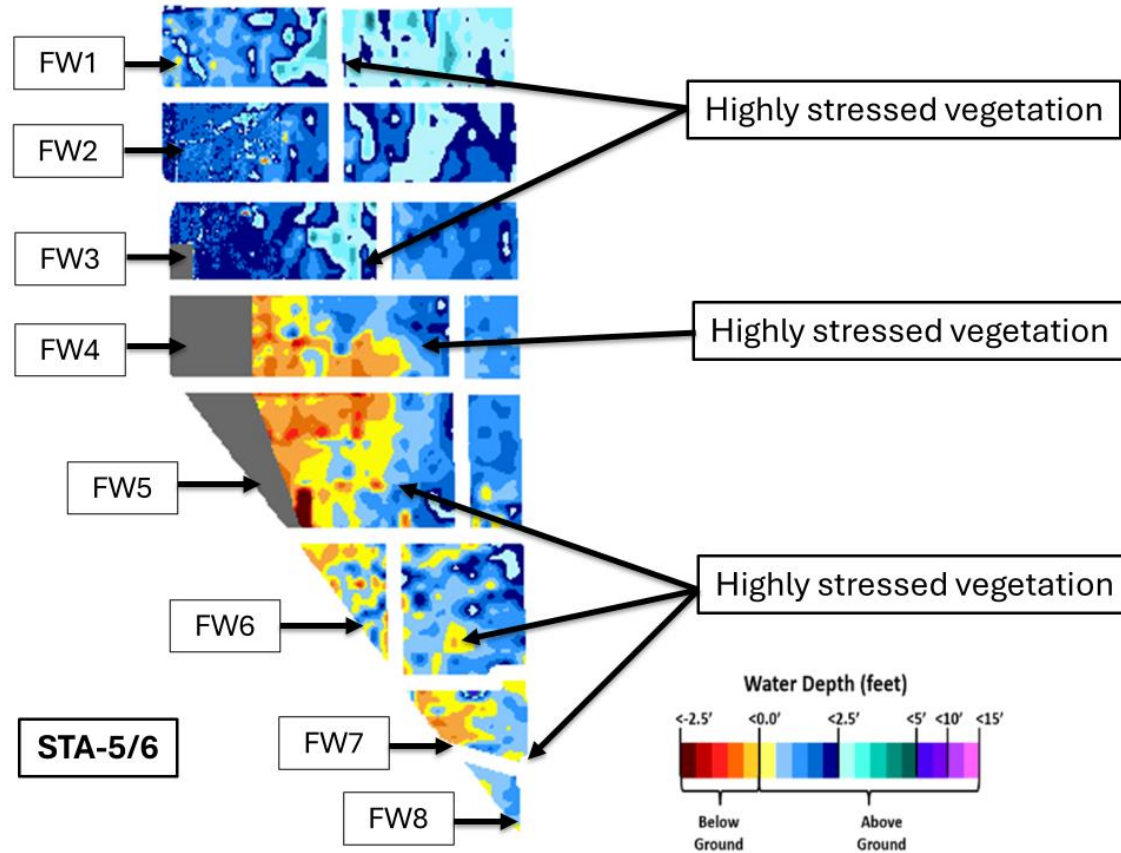 FW1
Highly stressed vegetation
FW2
FW3
Highly stressed vegetation
FW4
FW5
Highly stressed vegetation
FW6
Water Depth (feet)
<-2.5' <0.0' <2.5' <5' <10' <15'
STA-5/6
FW7
FW8
Below Above
Ground Ground